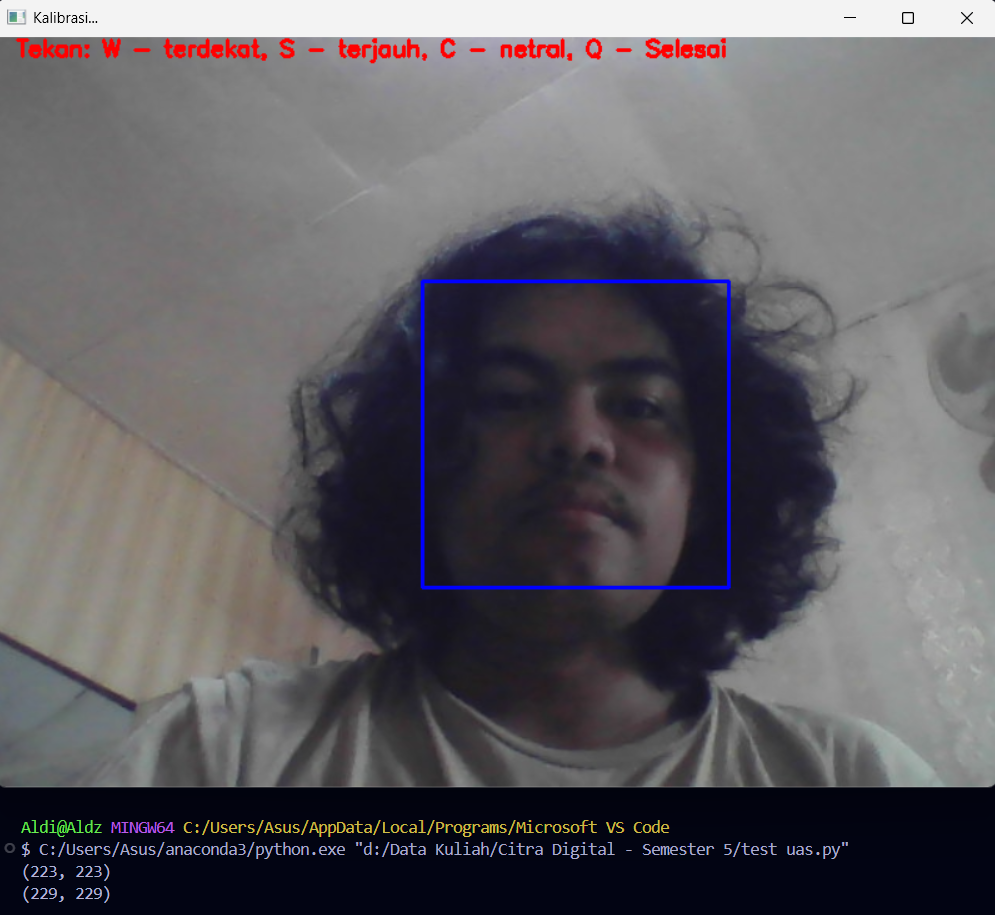 Kalibrasi...
Tekan: W - terdekat, S - terjauh, C - netral, Q - Selesai
Aldi@Aldz MINGW64 C:/Users/Asus/AppData/Local/Programs/Microsoft VS Code
$ C:/Users/Asus/anaconda3/python.exe "d:/Data Kuliah/Citra Digital - Semester 5/test uas.py"
(223, 223)
(229, 229)